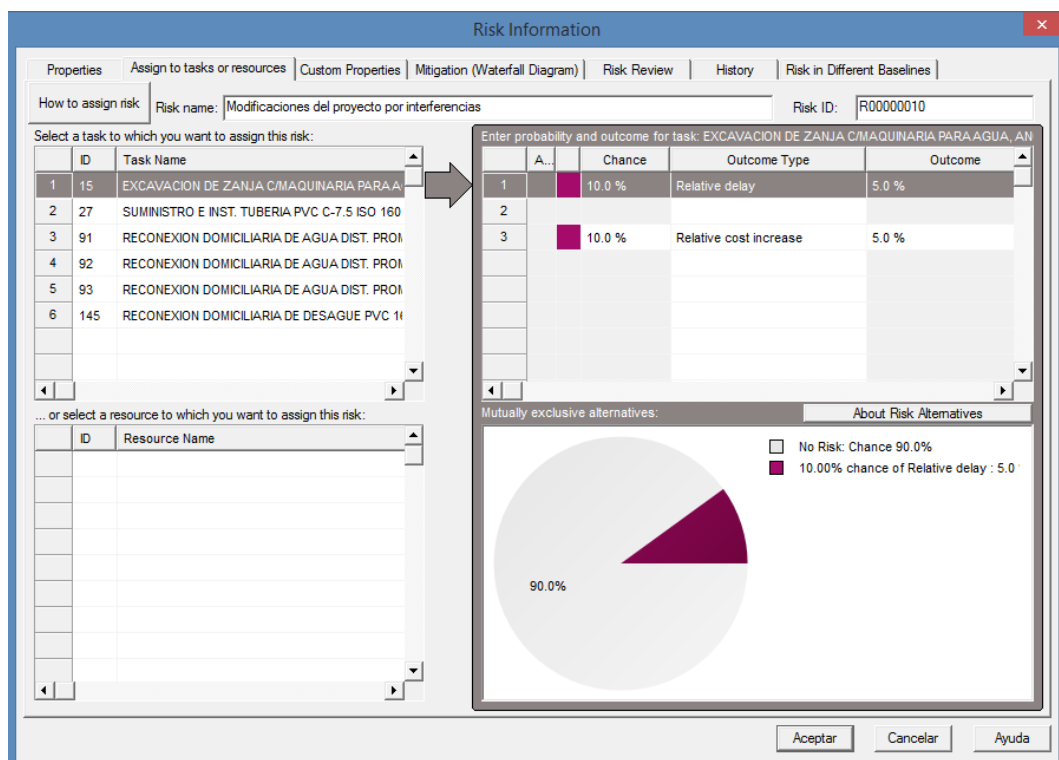 Risk Information
Properties
Assign to tasks or resources
Custom Properties
Mitigation (Waterfall Diagram)
Risk Review
History
Risk in Different Baselines
How to assign risk
Risk name: Modificaciones del proyecto por interferencias
Risk ID: R00000010
Select a task to which you want to assign this risk:
ID Task Name
1 15 EXCAVACION DE ZANJA C/MAQUINARIA PARA A
2 27 SUMINISTRO E INST. TUBERIA PVC C-7.5 ISO 160
3 91 RECONEXION DOMICILIARIA DE AGUA DIST. PROM
4 92 RECONEXION DOMICILIARIA DE AGUA DIST. PROM
5 93 RECONEXION DOMICILIARIA DE AGUA DIST. PROM
6 145 RECONEXION DOMICILIARIA DE DESAGUE PVC 16
Enter probability and outcome for task: EXCAVACION DE ZANJA C/MAQUINARIA PARA AGUA, AN
A... Chance Outcome Type Outcome
1 10.0 % Relative delay 5.0 %
2
3 10.0 % Relative cost increase 5.0 %
... or select a resource to which you want to assign this risk:
ID Resource Name
Mutually exclusive alternatives:
About Risk Alternatives
No Risk: Chance 90.0%
10.00% chance of Relative delay : 5.0
90.0%
Aceptar
Cancelar
Ayuda